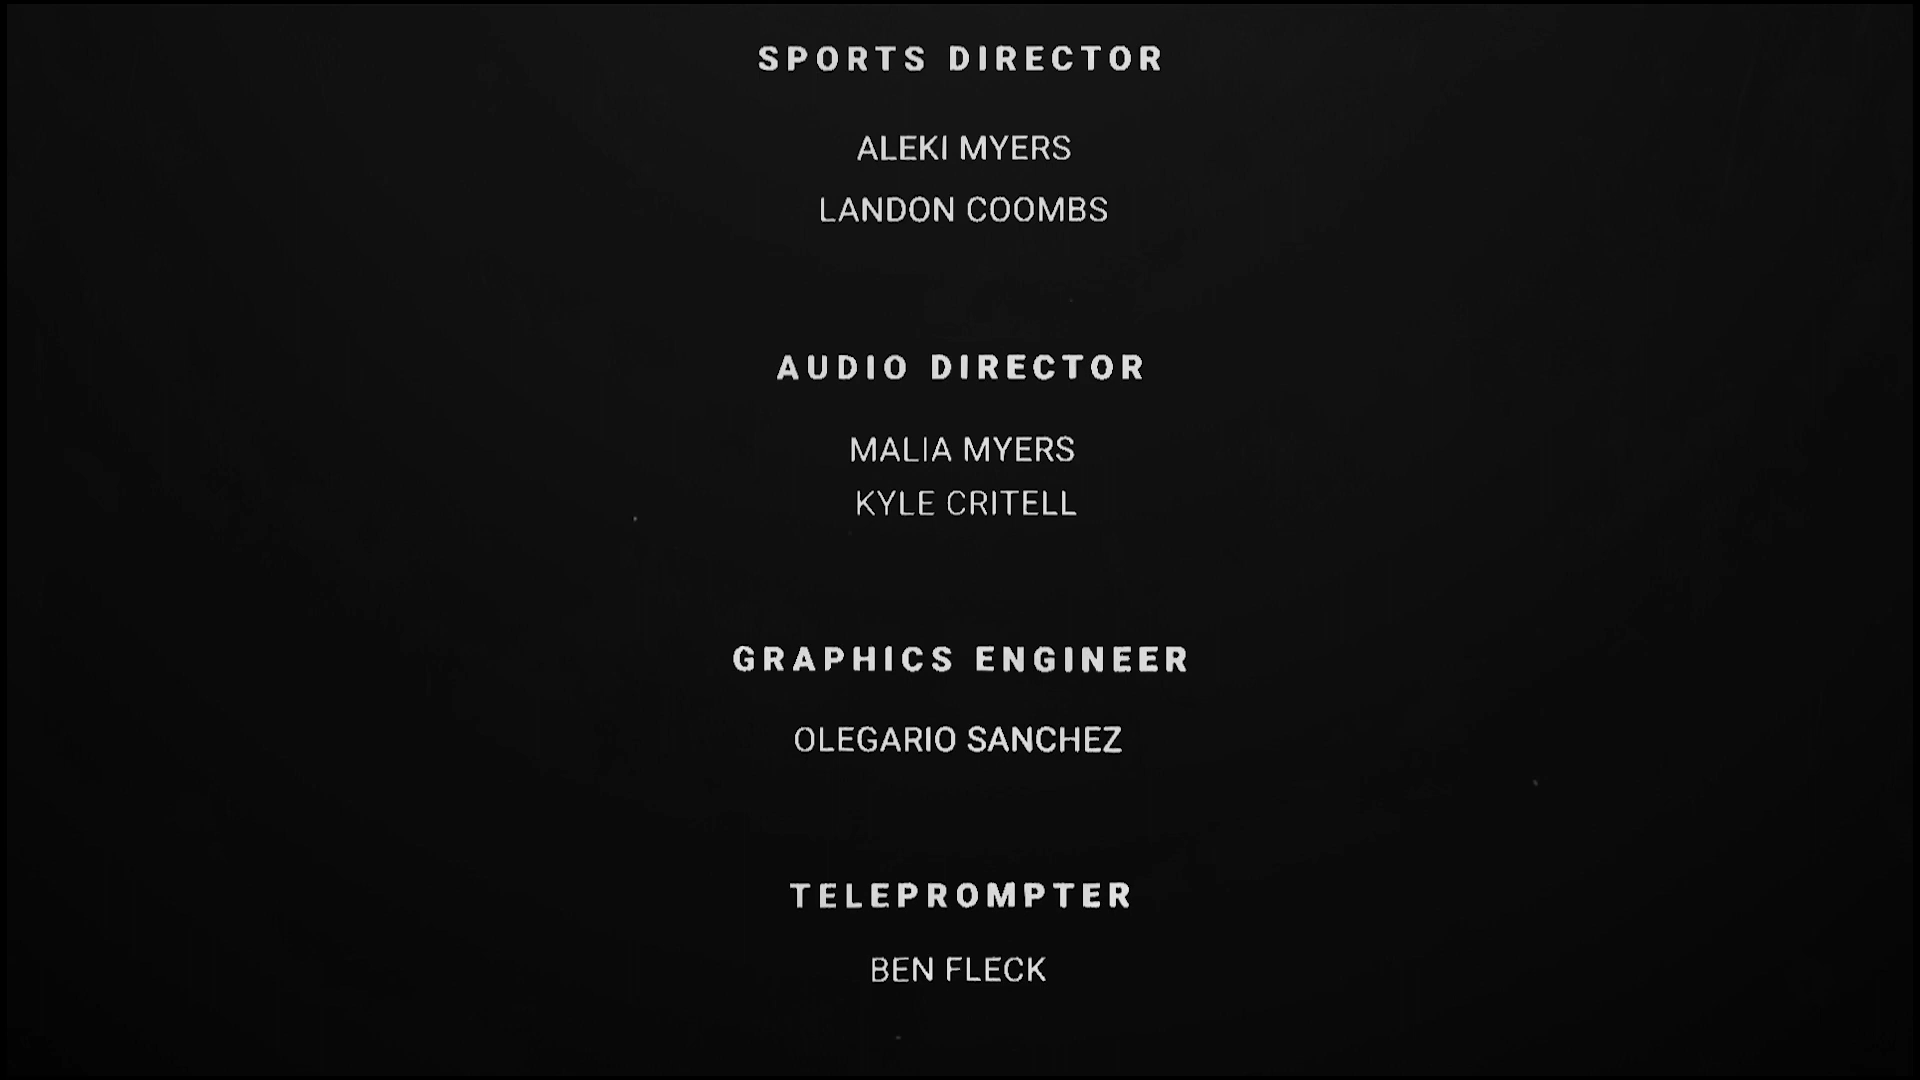 SPORTS DIRECTOR
ALEKI MYERS
LANDON COOMBS
AUDIO DIRECTOR
MALIA MYERS
KYLE CRITELL
GRAPHICS ENGINEER
OLEGARIO SANCHEZ
TELEPROMPTER
BEN FLECK